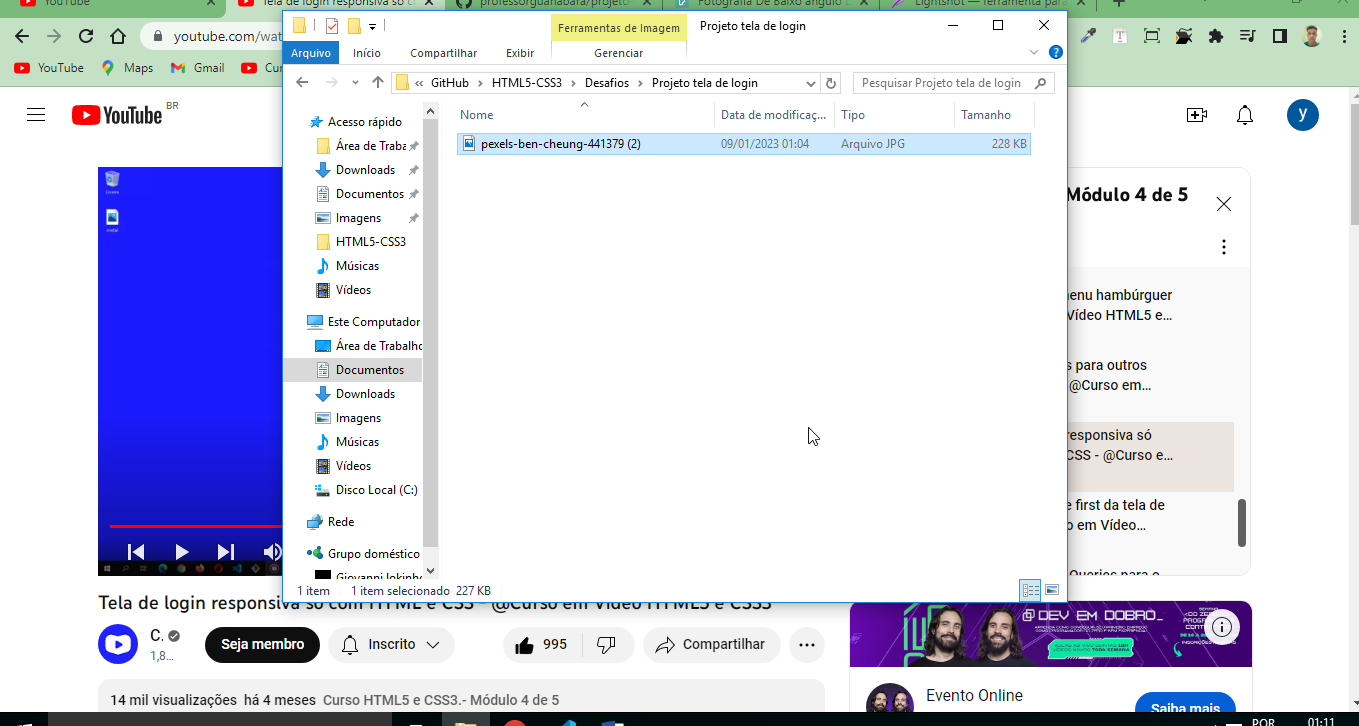 YouTube
Tela de login responsiva só c
professorguanabara/projeto-
Fotografia De Baixo Ângulo D
Lightshot — ferramenta para
youtube.com/wat
YouTube
Maps
Gmail
Cu
Ferramentas de Imagem
Projeto tela de login
Arquivo
Início
Compartilhar
Exibir
Gerenciar
« GitHub › HTML5-CSS3 › Desafios › Projeto tela de login
Pesquisar Projeto tela de login
YouTube BR
y
Nome
Data de modificaç...
Tipo
Tamanho
pexels-ben-cheung-441379 (2)
09/01/2023 01:04
Arquivo JPG
228 KB
Acesso rápido
Área de Traba
Downloads
Documentos
Imagens
HTML5-CSS3
Músicas
Vídeos
Este Computador
Área de Trabalho
Documentos
Downloads
Imagens
Músicas
Vídeos
Disco Local (C:)
Rede
Grupo doméstico
Giovanni lokinho
1 item
1 item selecionado 227 KB
Módulo 4 de 5
enu hambúrguer
Vídeo HTML5 e...
s para outros
@Curso em...
responsiva só
CSS - @Curso e...
e first da tela de
o em Vídeo...
Queries para o
Tela de login responsiva só com HTML e CSS - @Curso em Vídeo HTML5 e CSS3
C.
1,8...
Seja membro
Inscrito
995
Compartilhar
14 mil visualizações há 4 meses Curso HTML5 e CSS3.- Módulo 4 de 5
DEV EM DOBRO_
Evento Online
Saiba mais
POR
01:11